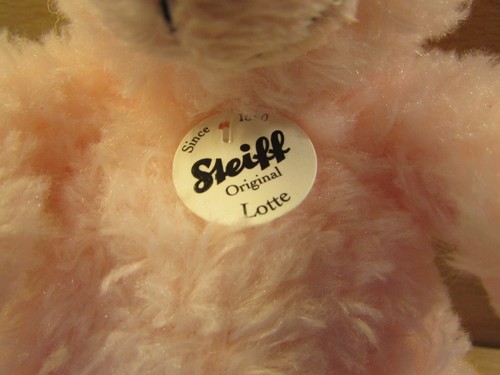 Since
Steiff
Original
Lotte